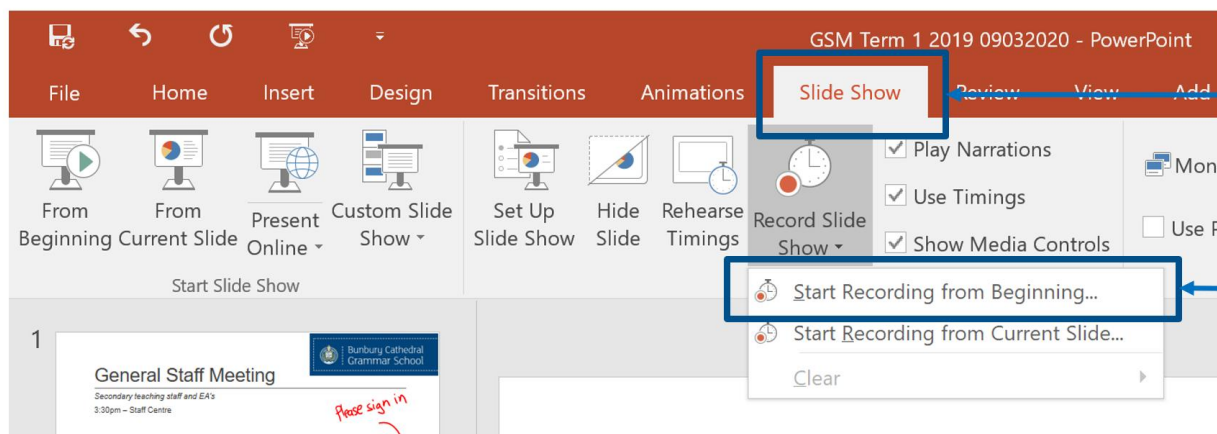 GSM Term 1 2019 09032020 - PowerPoint
File Home Insert Design Transitions Animations Slide Show Review View Add
From Beginning
From Current Slide
Present Online
Custom Slide Show
Start Slide Show
Set Up Slide Show
Hide Slide
Rehearse Timings
Record Slide Show
Play Narrations
Use Timings
Show Media Controls
Mon
Use
Start Recording from Beginning...
Start Recording from Current Slide...
Clear
1
Bunbury Cathedral
Grammar School
General Staff Meeting
Secondary teaching staff and EA's
3:30pm – Staff Centre
Please sign in